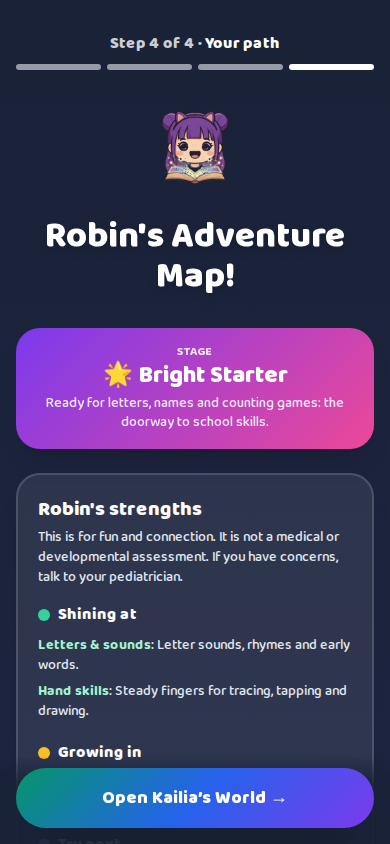 Step 4 of 4 · Your path
Robin's Adventure
Map!
STAGE
🌟 Bright Starter
Ready for letters, names and counting games: the
doorway to school skills.
Robin's strengths
This is for fun and connection. It is not a medical or
developmental assessment. If you have concerns,
talk to your pediatrician.
Shining at
Letters & sounds: Letter sounds, rhymes and early
words.
Hand skills: Steady fingers for tracing, tapping and
drawing.
Growing in
Open Kailia's World →